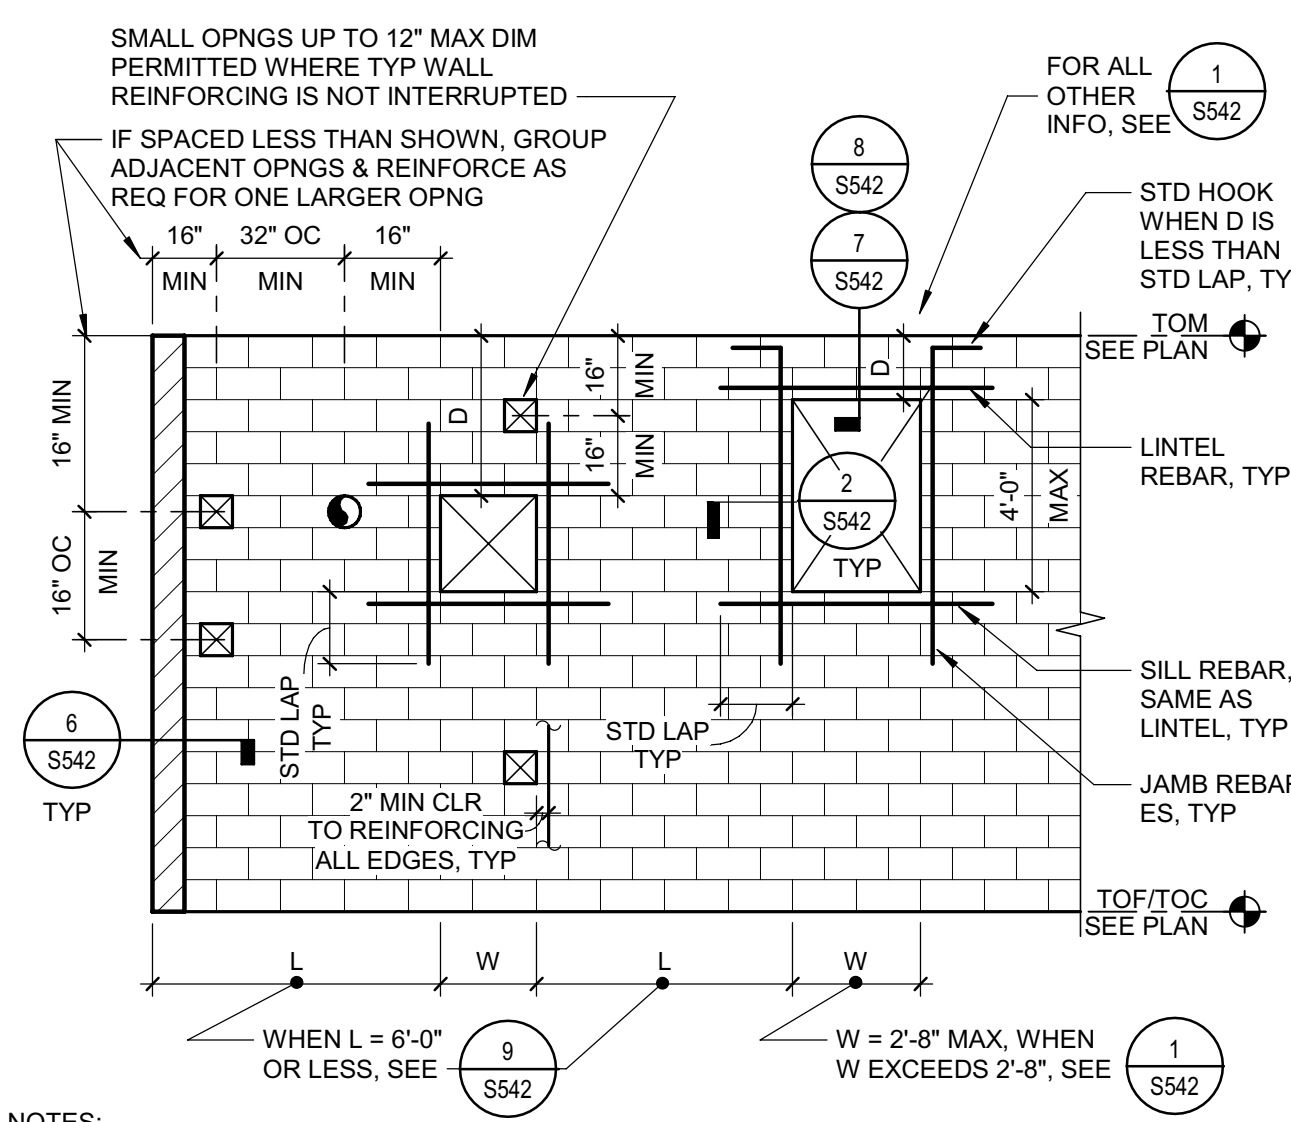 SMALL OPNGS UP TO 12" MAX DIM
PERMITTED WHERE TYP WALL
REINFORCING IS NOT INTERRUPTED
IF SPACED LESS THAN SHOWN, GROUP
ADJACENT OPNGS & REINFORCE AS
REQ FOR ONE LARGER OPNG
FOR ALL
OTHER
INFO, SEE
1
S542
8
S542
7
S542
STD HOOK
WHEN D IS
LESS THAN
STD LAP, TY
16"
MIN
32" OC
MIN
16"
MIN
TOM
SEE PLAN
16" MIN
16" OC
MIN
D
16"
MIN
16"
MIN
D
LINTEL
REBAR, TYP
4'-0"
MAX
2
S542
TYP
STD LAP
TYP
STD LAP
TYP
SILL REBAR,
SAME AS
LINTEL, TYP
JAMB REBAR
ES, TYP
6
S542
TYP
2" MIN CLR
TO REINFORCING
ALL EDGES, TYP
TOF/TOC
SEE PLAN
L
W
L
W
WHEN L = 6'-0"
OR LESS, SEE
9
S542
W = 2'-8" MAX, WHEN
W EXCEEDS 2'-8", SEE
1
S542
NOTES: